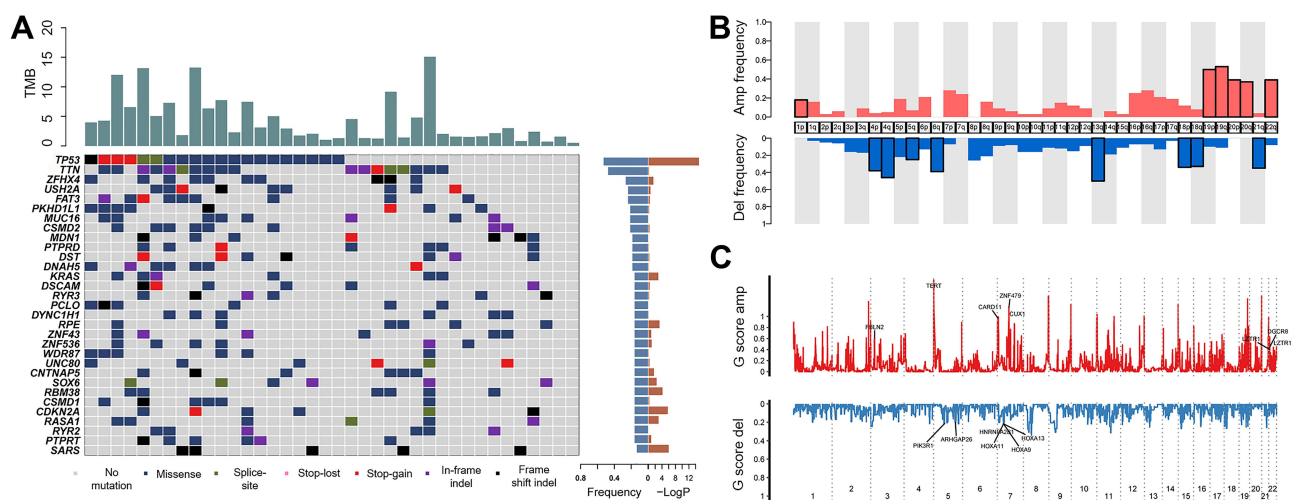 A
TMB
20
15
10
5
0
TP53
TTN
ZFHX4
USH2A
FAT3
PKHD1L1
MUC16
CSMD2
MDN1
PTPRD
DST
DNAH5
KRAS
DSCAM
RYR3
PCLO
DYNC1H1
RPE
ZNF43
ZNF536
WDR87
UNC80
CNTNAP5
SOX6
RBM38
CSMD1
CDKN2A
RASA1
RYR2
PTPRT
SARS
No mutation
Missense
Splice-site
Stop-lost
Stop-gain
In-frame indel
Frame shift indel
0.8 0.4 0 4 8 12
Frequency −LogP
B
Amp frequency
1.0
0.8
0.6
0.4
0.2
0.0
1p 1q 2p 2q 3p 3q 4p 4q 5p 5q 6p 6q 7p 7q 8p 8q 9p 9q 10p 10q 11p 11q 12p 12q 13q 14q 15q 16p 16q 17p 17q 18p 18q 19p 19q 20p 20q 21q 22q
Del frequency
0
0.2
0.4
0.6
0.8
1
C
G score amp
1
0.8
0.6
0.4
0.2
0
FBLN2
TERT
CARD11
ZNF479
CUX1
LZTR1
DGCR8
LZTR1
G score del
0
0.2
0.4
0.6
0.8
1
PIK3R1
ARHGAP26
HNRNPA2B1
HOXA11
HOXA13
HOXA9
1 2 3 4 5 6 7 8 9 10 11 12 13 14 15 16 17 18 19 20 21 22